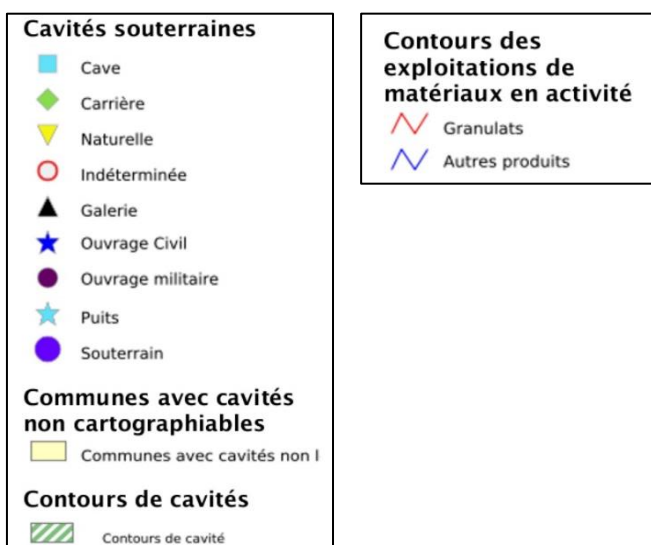 Cavités souterraines
Cave
Carrière
Naturelle
Indéterminée
Galerie
Ouvrage Civil
Ouvrage militaire
Puits
Souterrain
Communes avec cavités
non cartographiables
Communes avec cavités non l
Contours de cavités
Contours de cavité
Contours des
exploitations de
matériaux en activité
Granulats
Autres produits